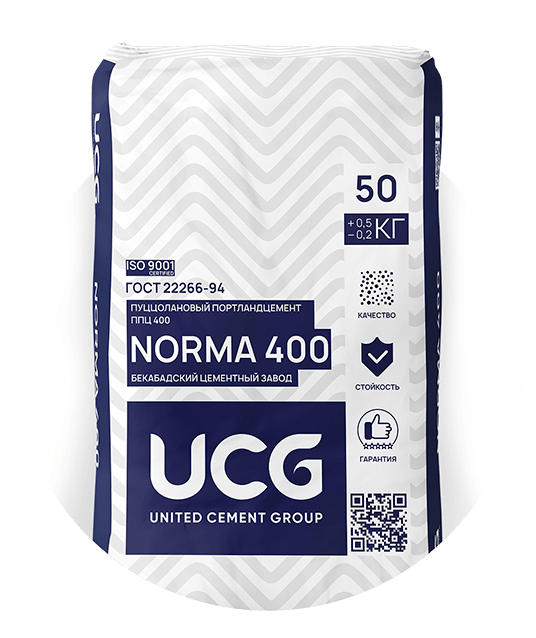 UCG
50
+ 0,5
− 0,2 КГ
ISO 9001
CERTIFIED
ГОСТ 22266-94
ПУЦЦОЛАНОВЫЙ ПОРТЛАНДЦЕМЕНТ
ППЦ 400
NORMA 400
БЕКАБАДСКИЙ ЦЕМЕНТНЫЙ ЗАВОД
КАЧЕСТВО
СТОЙКОСТЬ
ГАРАНТИЯ
UCG
UNITED CEMENT GROUP